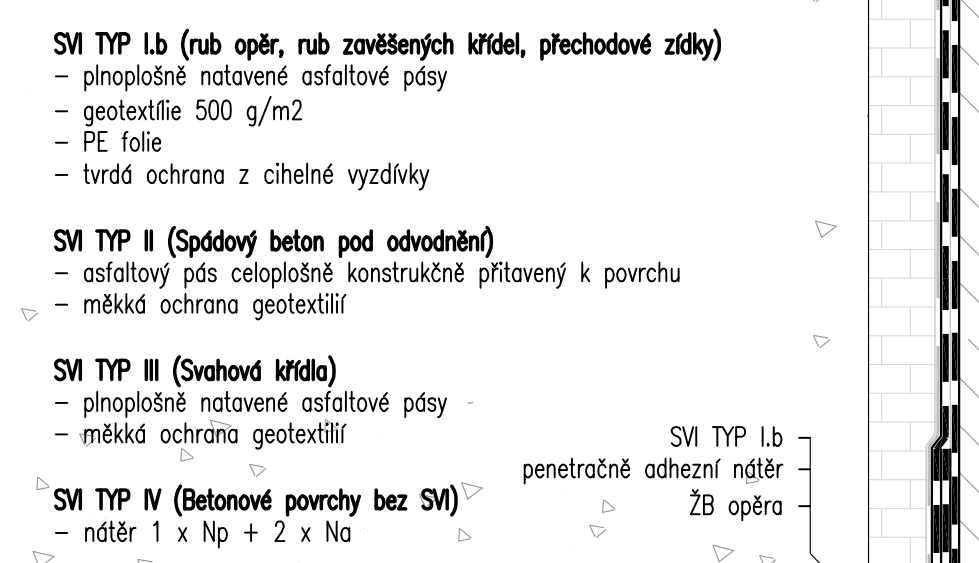 SVI TYP I.b (rub opěr, rub zavěšených křídel, přechodové zídky)
– plnoplošně natavené asfaltové pásy
– geotextílie 500 g/m2
– PE folie
– tvrdá ochrana z cihelné vyzdívky
SVI TYP II (Spádový beton pod odvodnění)
– asfaltový pás celoplošně konstrukčně přitavený k povrchu
– měkká ochrana geotextilií
SVI TYP III (Svahová křídla)
– plnoplošně natavené asfaltové pásy
– měkká ochrana geotextilií
SVI TYP IV (Betonové povrchy bez SVI)
– nátěr 1 x Np + 2 x Na
SVI TYP I.b
penetračně adhezní nátěr
ŽB opěra